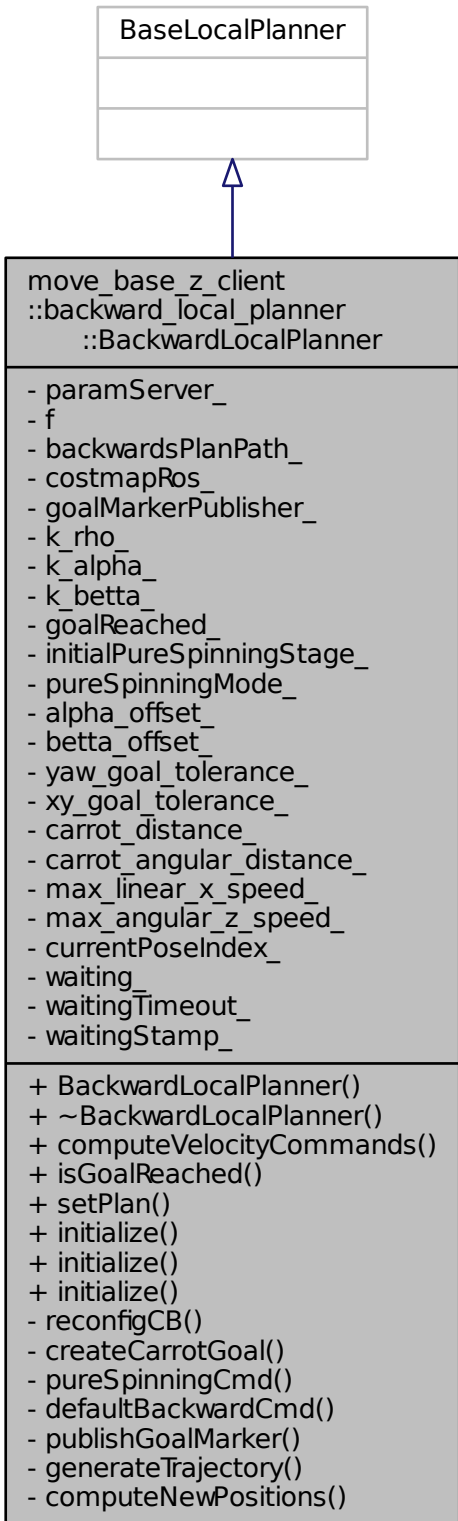 BaseLocalPlanner
move_base_z_client
::backward_local_planner
::BackwardLocalPlanner
- paramServer_
- f
- backwardsPlanPath_
- costmapRos_
- goalMarkerPublisher_
- k_rho_
- k_alpha_
- k_betta_
- goalReached_
- initialPureSpinningStage_
- pureSpinningMode_
- alpha_offset_
- betta_offset_
- yaw_goal_tolerance_
- xy_goal_tolerance_
- carrot_distance_
- carrot_angular_distance_
- max_linear_x_speed_
- max_angular_z_speed_
- currentPoseIndex_
- waiting_
- waitingTimeout_
- waitingStamp_
+ BackwardLocalPlanner()
+ ~BackwardLocalPlanner()
+ computeVelocityCommands()
+ isGoalReached()
+ setPlan()
+ initialize()
+ initialize()
+ initialize()
- reconfigCB()
- createCarrotGoal()
- pureSpinningCmd()
- defaultBackwardCmd()
- publishGoalMarker()
- generateTrajectory()
- computeNewPositions()